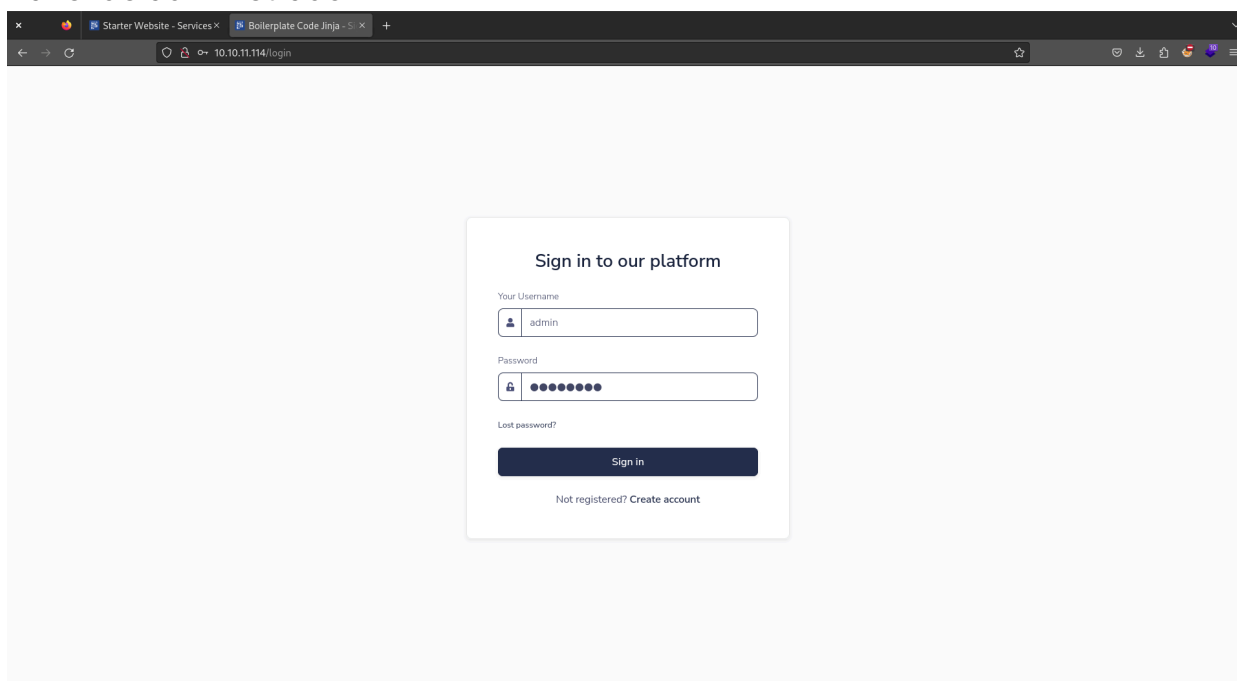 Starter Website - Services
Boilerplate Code Jinja - S
10.10.11.114/login
10
Sign in to our platform
Your Username
admin
Password
Lost password?
Sign in
Not registered? Create account